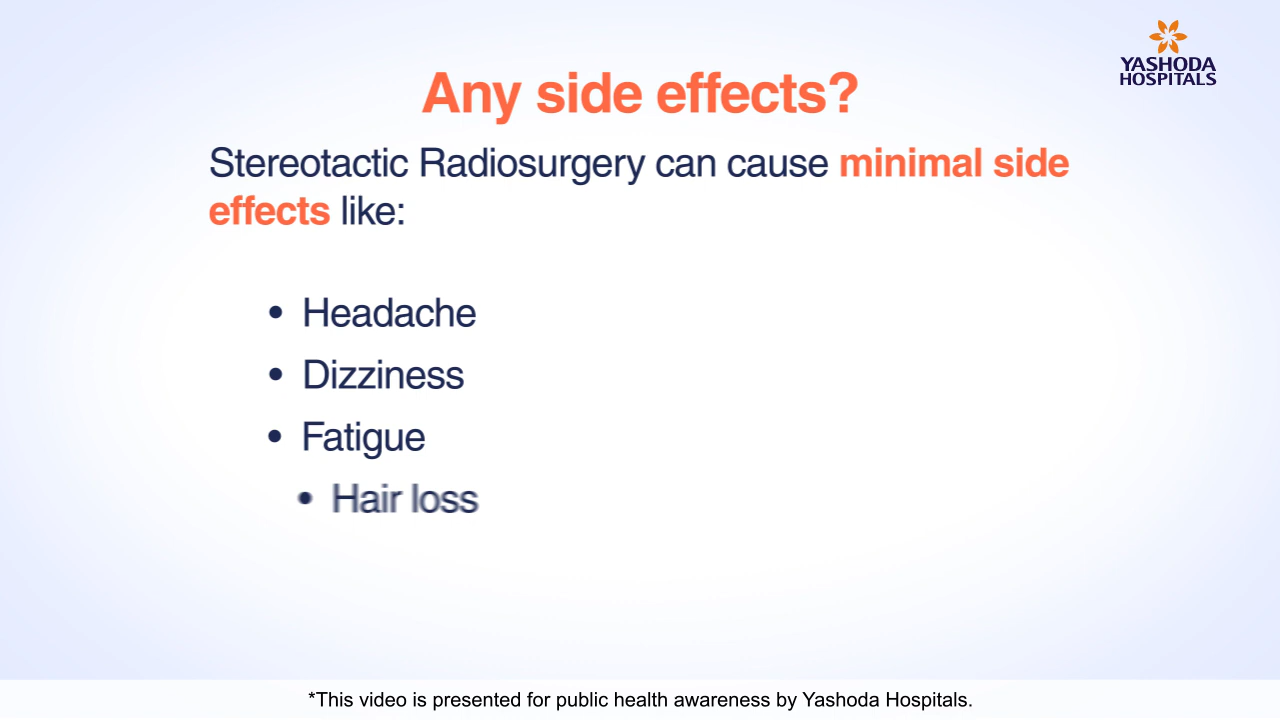 YASHODA
HOSPITALS
Any side effects?
Stereotactic Radiosurgery can cause minimal side
effects like:
• Headache
• Dizziness
• Fatigue
• Hair loss
*This video is presented for public health awareness by Yashoda Hospitals.